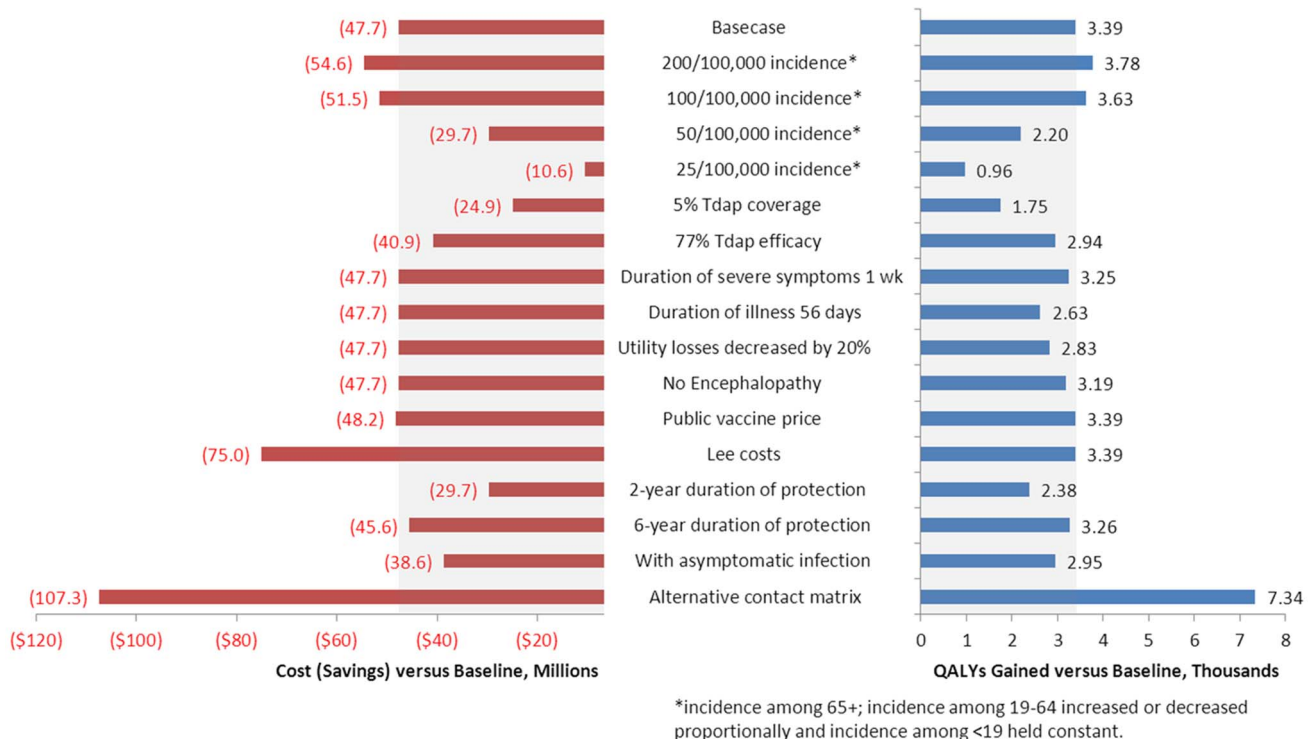 (47.7) Basecase 3.39
(54.6) 200/100,000 incidence* 3.78
(51.5) 100/100,000 incidence* 3.63
(29.7) 50/100,000 incidence* 2.20
(10.6) 25/100,000 incidence* 0.96
(24.9) 5% Tdap coverage 1.75
(40.9) 77% Tdap efficacy 2.94
(47.7) Duration of severe symptoms 1 wk 3.25
(47.7) Duration of illness 56 days 2.63
(47.7) Utility losses decreased by 20% 2.83
(47.7) No Encephalopathy 3.19
(48.2) Public vaccine price 3.39
(75.0) Lee costs 3.39
(29.7) 2-year duration of protection 2.38
(45.6) 6-year duration of protection 3.26
(38.6) With asymptomatic infection 2.95
(107.3) Alternative contact matrix 7.34
($120) ($100) ($80) ($60) ($40) ($20) 0 1 2 3 4 5 6 7 8
Cost (Savings) versus Baseline, Millions QALYs Gained versus Baseline, Thousands
*incidence among 65+; incidence among 19-64 increased or decreased
proportionally and incidence among <19 held constant.